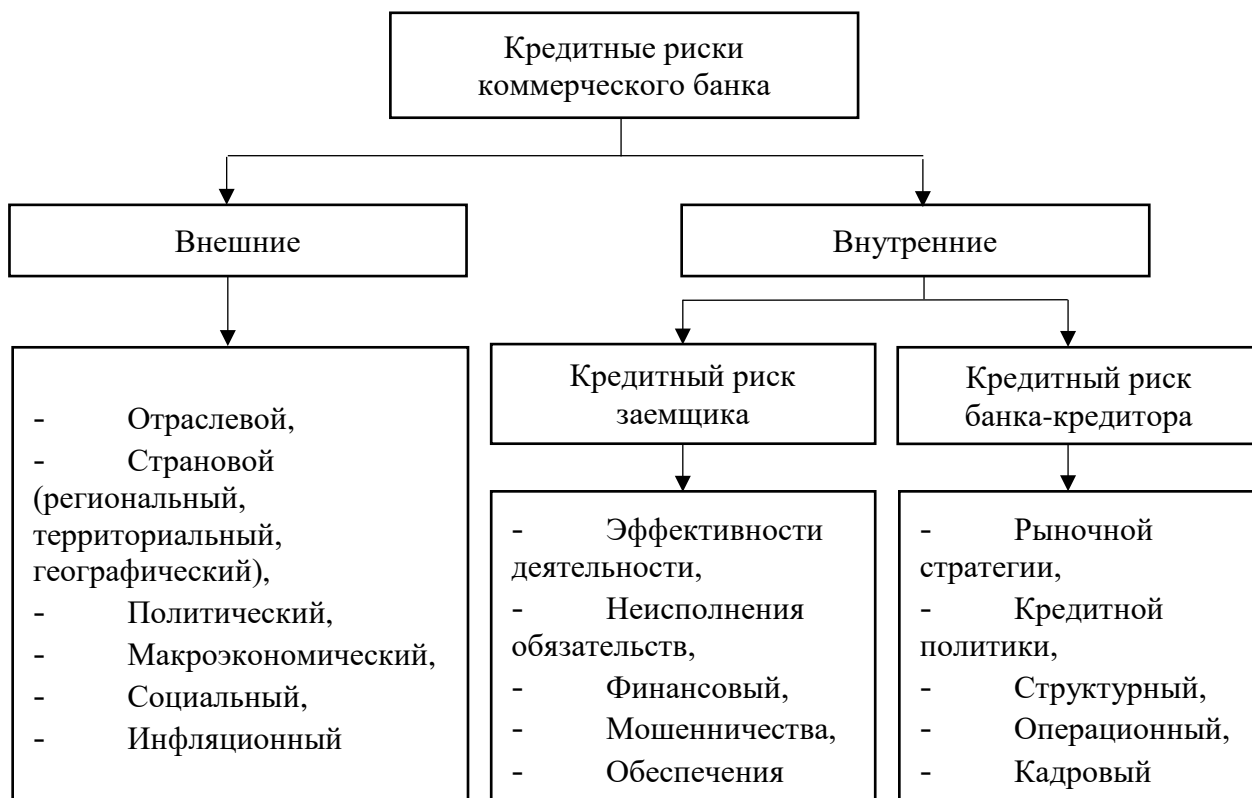 Кредитные риски
коммерческого банка
Внешние
Внутренние
- Отраслевой,
- Страновой
(региональный,
территориальный,
географический),
- Политический,
- Макроэкономический,
- Социальный,
- Инфляционный
Кредитный риск
заемщика
- Эффективности
деятельности,
- Неисполнения
обязательств,
- Финансовый,
- Мошенничества,
- Обеспечения
Кредитный риск
банка-кредитора
- Рыночной
стратегии,
- Кредитной
политики,
- Структурный,
- Операционный,
- Кадровый